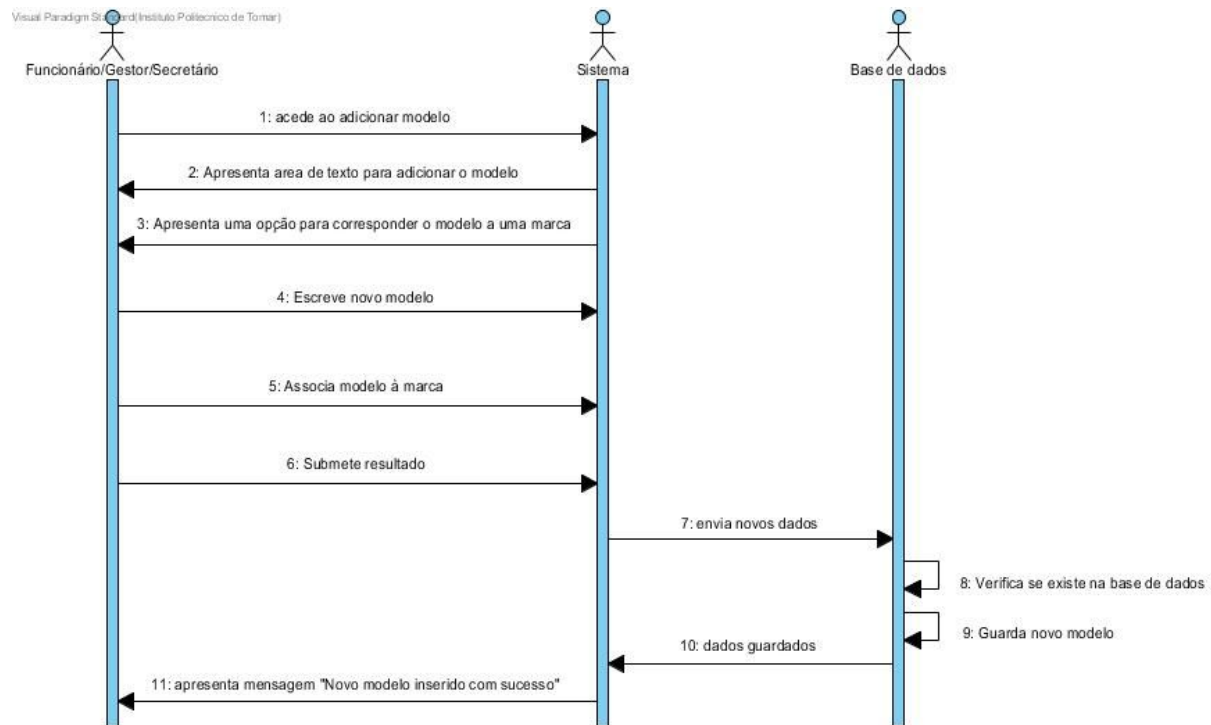 Visual Paradigm Standard(Instituto Politecnico de Tomar)
Funcionário/Gestor/Secretário
Sistema
Base de dados
1: acede ao adicionar modelo
2: Apresenta area de texto para adicionar o modelo
3: Apresenta uma opção para corresponder o modelo a uma marca
4: Escreve novo modelo
5: Associa modelo à marca
6: Submete resultado
7: envia novos dados
8: Verifica se existe na base de dados
9: Guarda novo modelo
10: dados guardados
11: apresenta mensagem "Novo modelo inserido com sucesso"